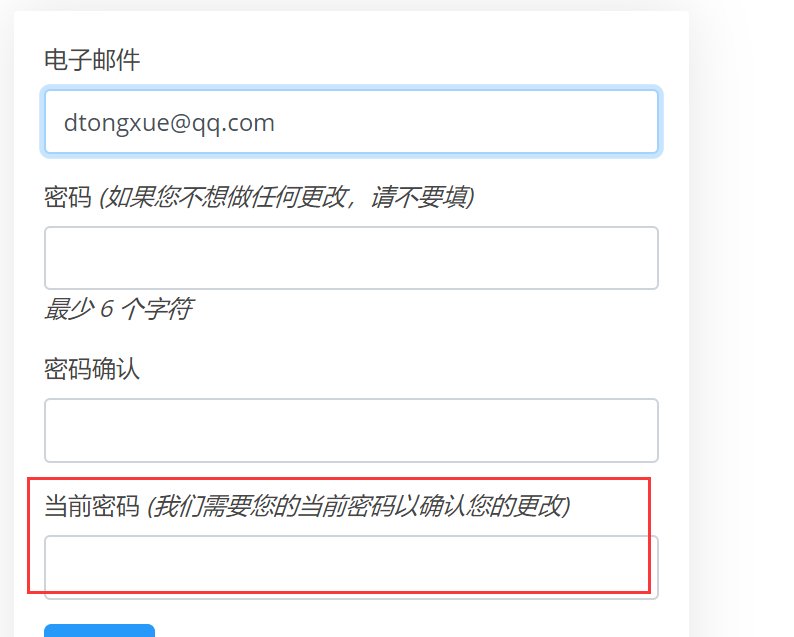 电子邮件
dtongxue@qq.com
密码 (如果您不想做任何更改，请不要填)
最少 6 个字符
密码确认
当前密码 (我们需要您的当前密码以确认您的更改)